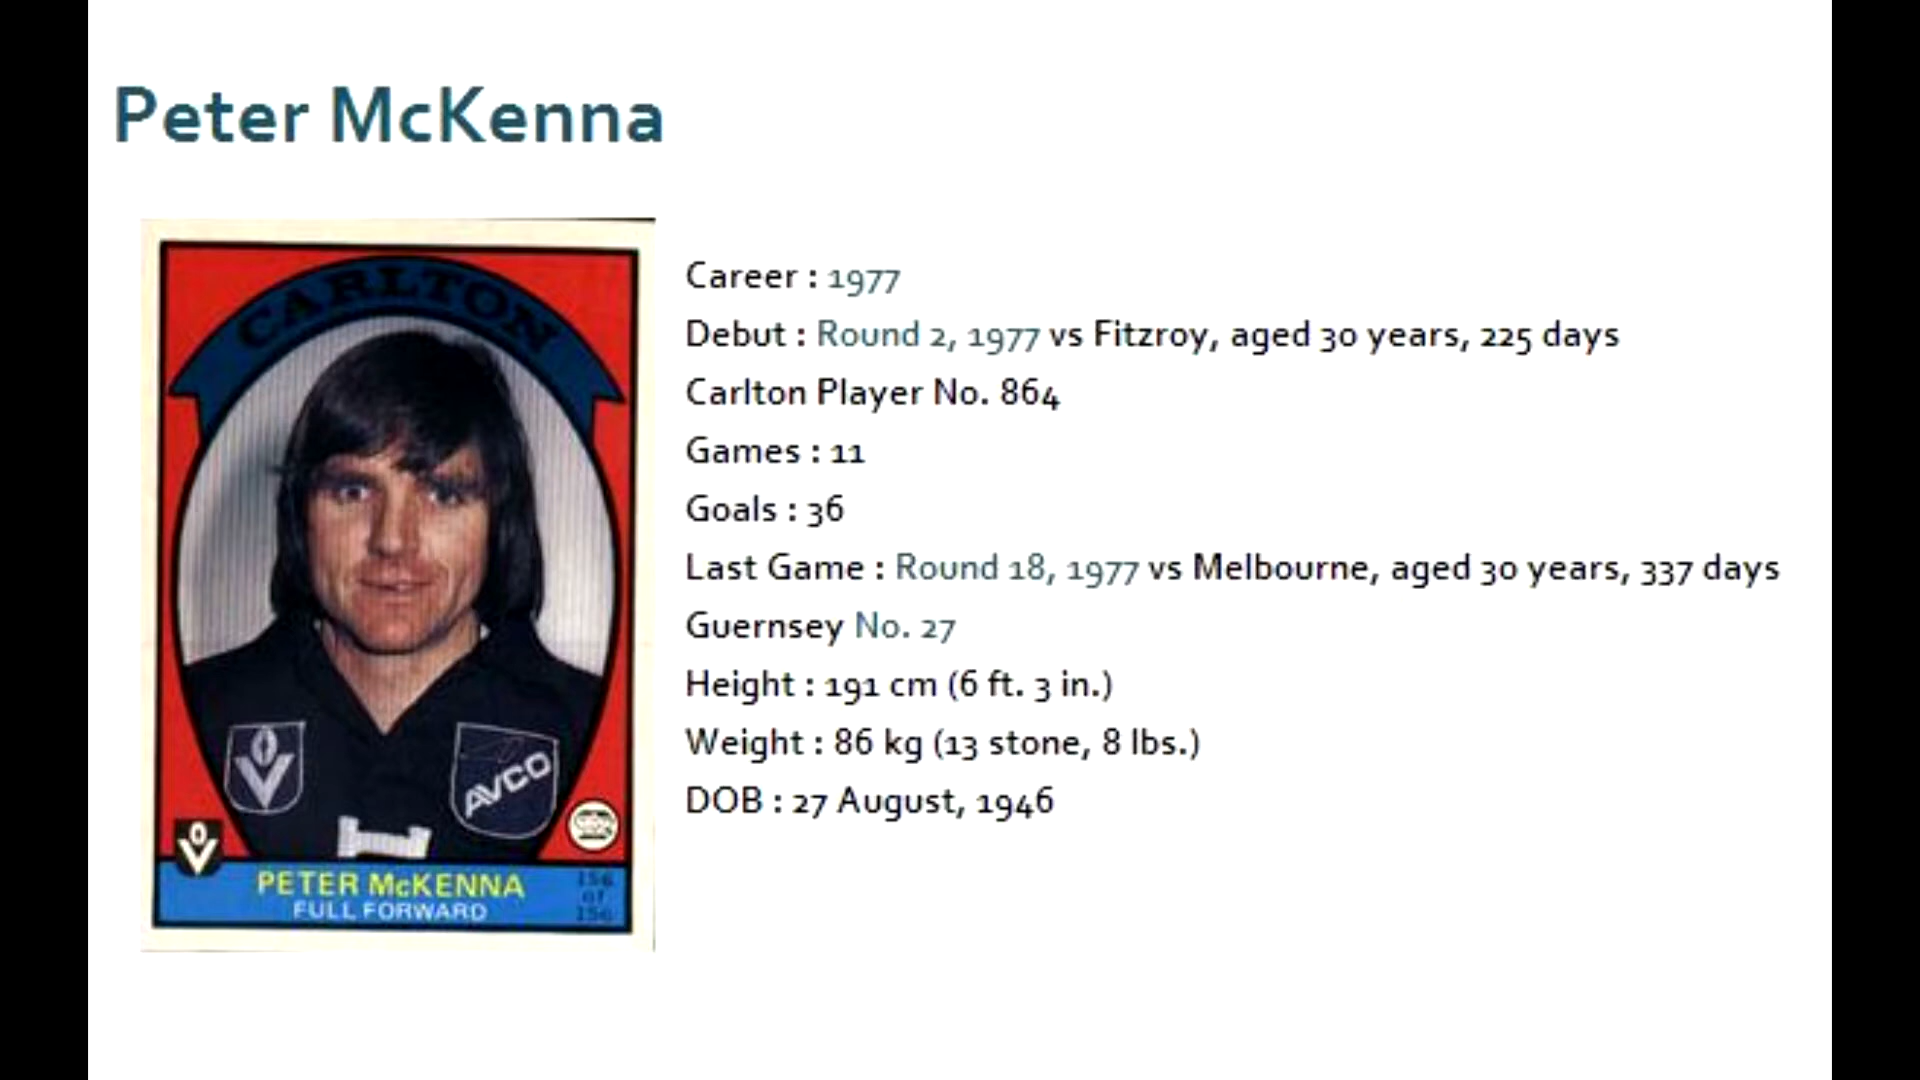 Peter McKenna
CARLTON
AVCO
PETER McKENNA
FULL FORWARD
156
of
156
Career : 1977
Debut : Round 2, 1977 vs Fitzroy, aged 30 years, 225 days
Carlton Player No. 864
Games : 11
Goals : 36
Last Game : Round 18, 1977 vs Melbourne, aged 30 years, 337 days
Guernsey No. 27
Height : 191 cm (6 ft. 3 in.)
Weight : 86 kg (13 stone, 8 lbs.)
DOB : 27 August, 1946